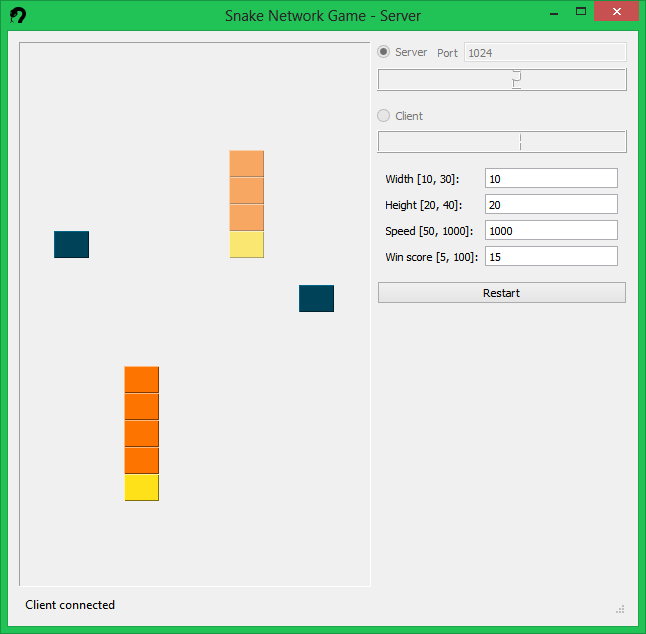 Snake Network Game - Server
Server Port 1024
Client
Width [10, 30]: 10
Height [20, 40]: 20
Speed [50, 1000]: 1000
Win score [5, 100]: 15
Restart
Client connected